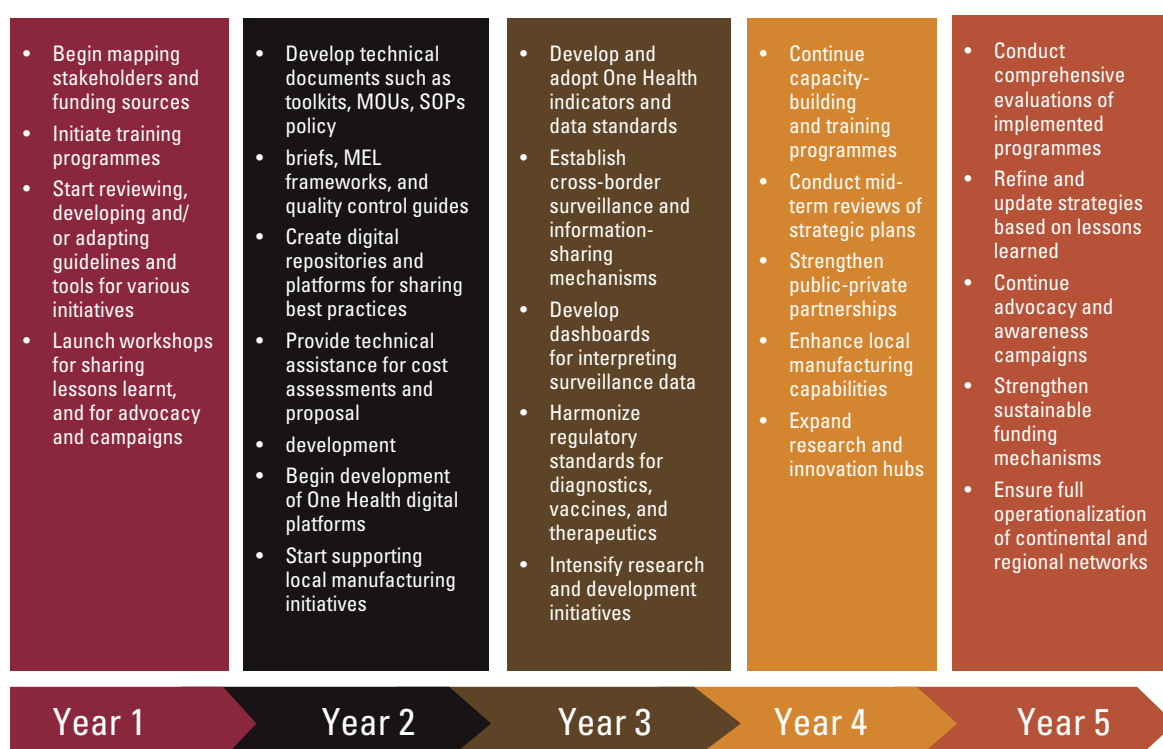 • Begin mapping
stakeholders and
funding sources
• Initiate training
programmes
• Start reviewing,
developing and/
or adapting
guidelines and
tools for various
initiatives
• Launch workshops
for sharing
lessons learnt,
and for advocacy
and campaigns
• Develop technical
documents such as
toolkits, MOUs, SOPs
policy
• briefs, MEL
frameworks, and
quality control guides
• Create digital
repositories and
platforms for sharing
best practices
• Provide technical
assistance for cost
assessments and
proposal
• development
• Begin development
of One Health digital
platforms
• Start supporting
local manufacturing
initiatives
• Develop and
adopt One Health
indicators and
data standards
• Establish
cross-border
surveillance and
information-
sharing
mechanisms
• Develop
dashboards
for interpreting
surveillance data
• Harmonize
regulatory
standards for
diagnostics,
vaccines, and
therapeutics
• Intensify research
and development
initiatives
• Continue
capacity-
building
and training
programmes
• Conduct mid-
term reviews of
strategic plans
• Strengthen
public-private
partnerships
• Enhance local
manufacturing
capabilities
• Expand
research and
innovation hubs
• Conduct
comprehensive
evaluations of
implemented
programmes
• Refine and
update strategies
based on lessons
learned
• Continue
advocacy and
awareness
campaigns
• Strengthen
sustainable
funding
mechanisms
• Ensure full
operationalization
of continental and
regional networks
Year 1
Year 2
Year 3
Year 4
Year 5